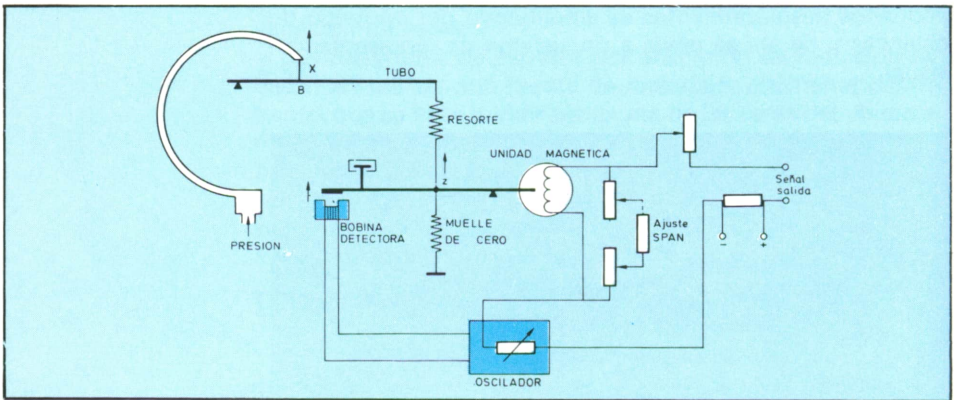 X
B
TUBO
RESORTE
UNIDAD MAGNETICA
z
Señal
salida
BOBINA
DETECTORA
MUELLE
DE CERO
Ajuste
SPAN
- +
PRESION
OSCILADOR